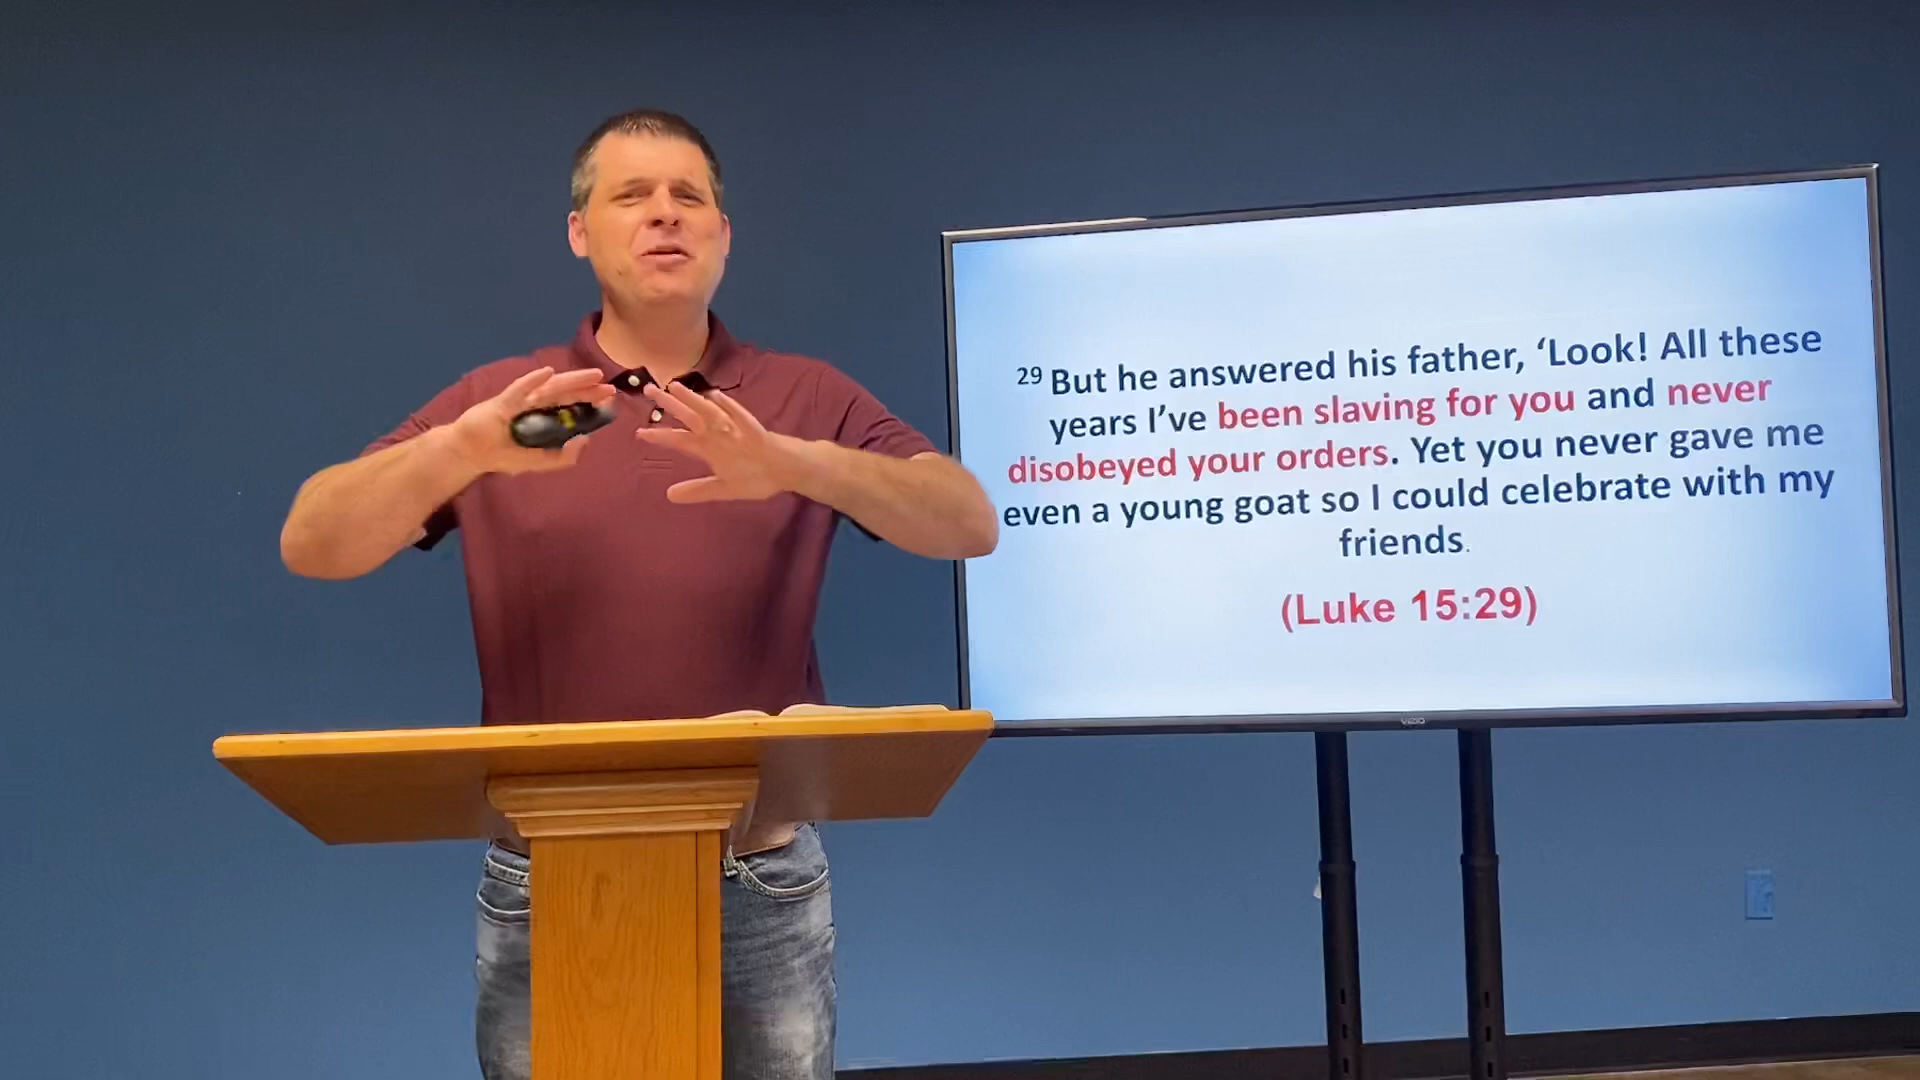 29 But he answered his father, ‘Look! All these
years I’ve been slaving for you and never
disobeyed your orders. Yet you never gave me
even a young goat so I could celebrate with my
friends.
(Luke 15:29)
VIZIO